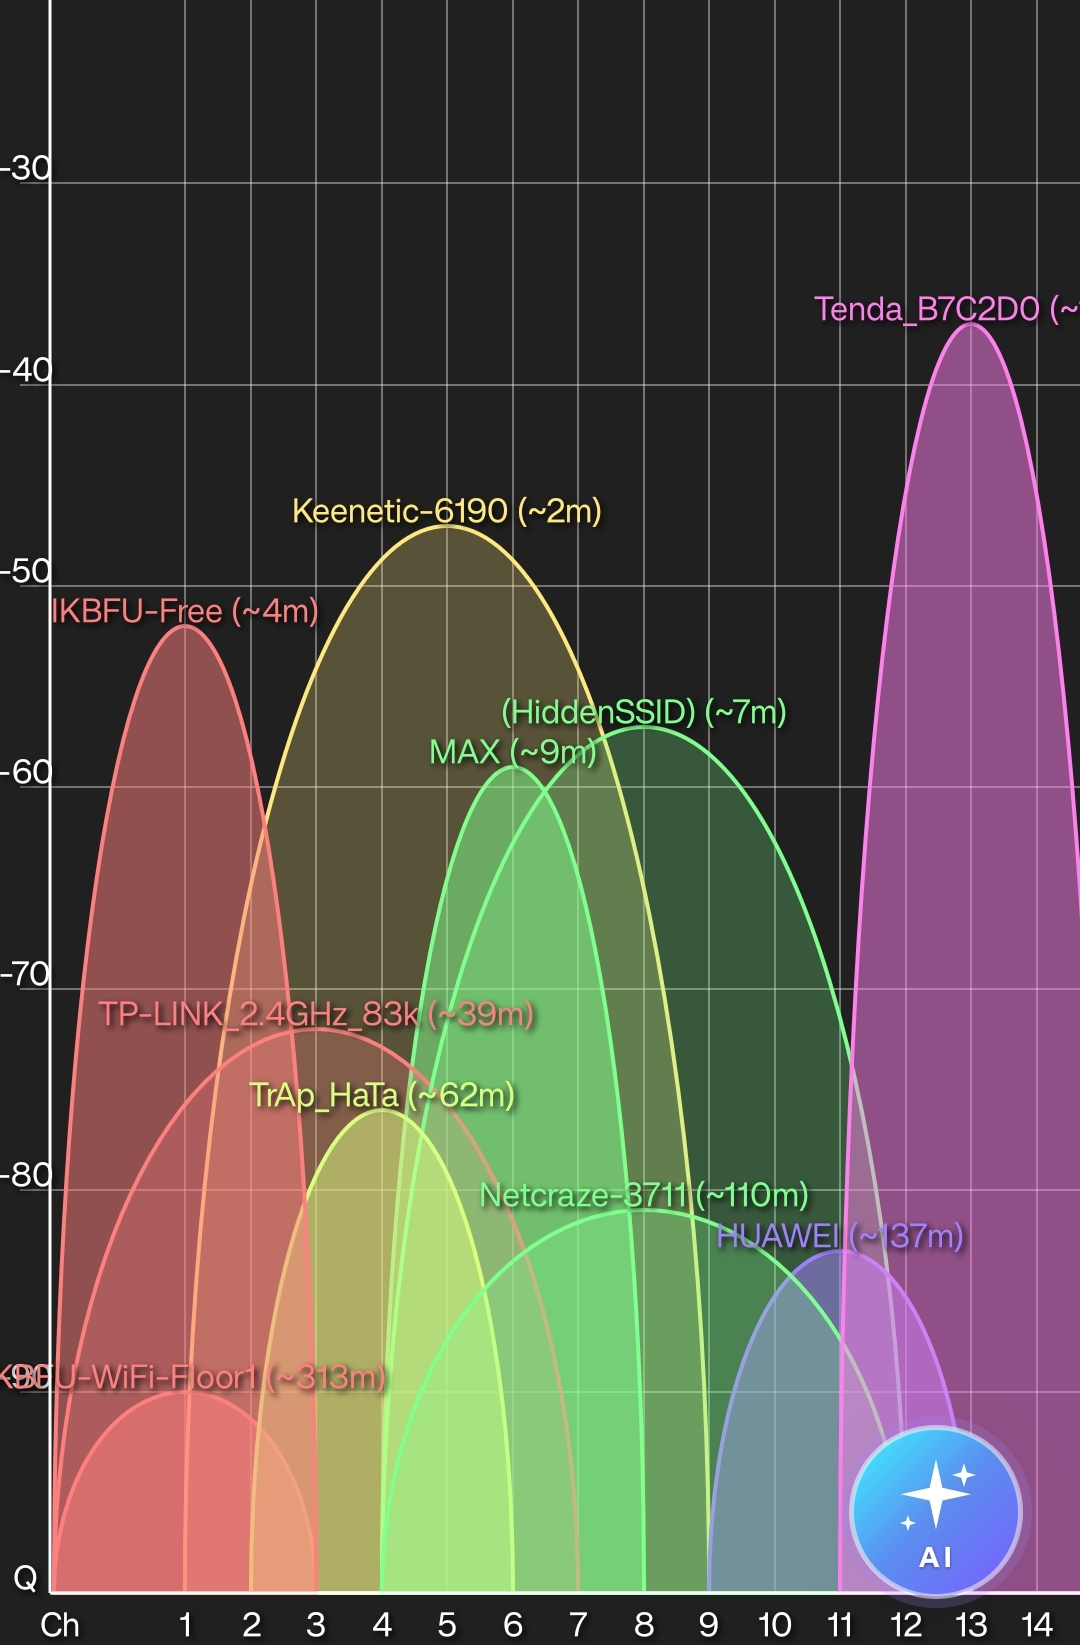 -30
Tenda_B7C2D0 (~
-40
Keenetic-6190 (~2m)
-50
IKBFU-Free (~4m)
(HiddenSSID) (~7m)
MAX (~9m)
-60
-70
TP-LINK_2.4GHz_83k (~39m)
TrAp_HaTa (~62m)
-80
Netcraze-3711 (~110m)
HUAWEI (~137m)
-90
KBFU-WiFi-Floor1 (~313m)
AI
Q
Ch 1 2 3 4 5 6 7 8 9 10 11 12 13 14